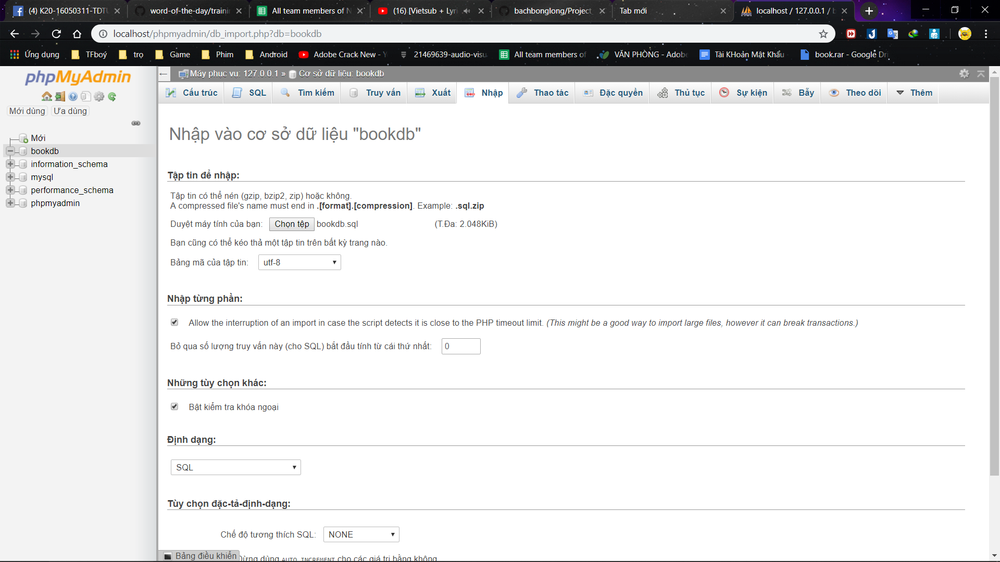 (4) K20-16050311-TDTU
word-of-the-day/traini
All team members of N
(16) [Vietsub + Lyri
bachbonglong/Project_
Tab mới
localhost / 127.0.0.1 / b
localhost/phpmyadmin/db_import.php?db=bookdb
Ứng dụng
TFboý
trọ
Game
Phim
Android
Adobe Crack New - Y
21469639-audio-visu
All team members of
VĂN PHÒNG - Adobe
Tài KHoản Mật Khẩu
book.rar - Google Dri
phpMyAdmin
Mới dùng
Ưa dùng
Mới
bookdb
information_schema
mysql
performance_schema
phpmyadmin
Máy phục vụ: 127.0.0.1 » Cơ sở dữ liệu: bookdb
Cấu trúc
SQL
Tìm kiếm
Truy vấn
Xuất
Nhập
Thao tác
Đặc quyền
Thủ tục
Sự kiện
Bẫy
Theo dõi
Thêm
Nhập vào cơ sở dữ liệu "bookdb"
Tập tin để nhập:
Tập tin có thể nén (gzip, bzip2, zip) hoặc không.
A compressed file's name must end in .[format].[compression]. Example: .sql.zip
Duyệt máy tính của bạn: Chọn tệp bookdb.sql (T.Đa: 2.048KiB)
Bạn cũng có thể kéo thả một tập tin trên bất kỳ trang nào.
Bảng mã của tập tin: utf-8
Nhập từng phần:
Allow the interruption of an import in case the script detects it is close to the PHP timeout limit. (This might be a good way to import large files, however it can break transactions.)
Bỏ qua số lượng truy vấn này (cho SQL) bắt đầu tính từ cái thứ nhất: 0
Những tùy chọn khác:
Bật kiểm tra khóa ngoại
Định dạng:
SQL
Tùy chọn đặc-tả-định-dạng:
Chế độ tương thích SQL: NONE
Bảng điều khiển
Đừng dùng AUTO_INCREMENT cho các giá trị bằng không